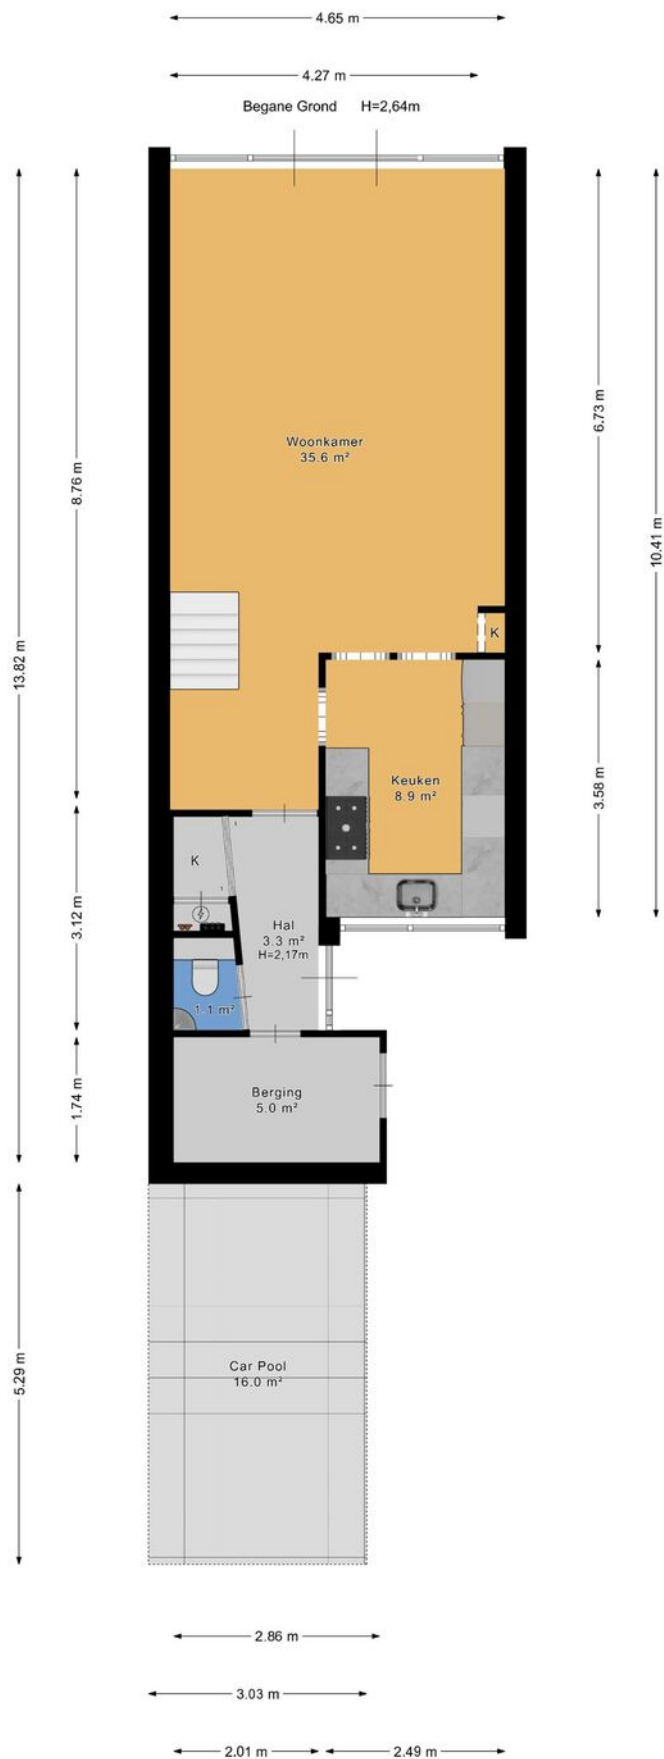 4.65 m
4.27 m
Begane Grond H=2,64m
6.73 m
8.76 m
10.41 m
13.82 m
Woonkamer
35.6 m²
K
Keuken
8.9 m²
3.58 m
K
3.12 m
Hal
3.3 m²
H=2,17m
1.1 m²
1.74 m
Berging
5.0 m²
5.29 m
Car Pool
16.0 m²
2.86 m
3.03 m
2.01 m
2.49 m